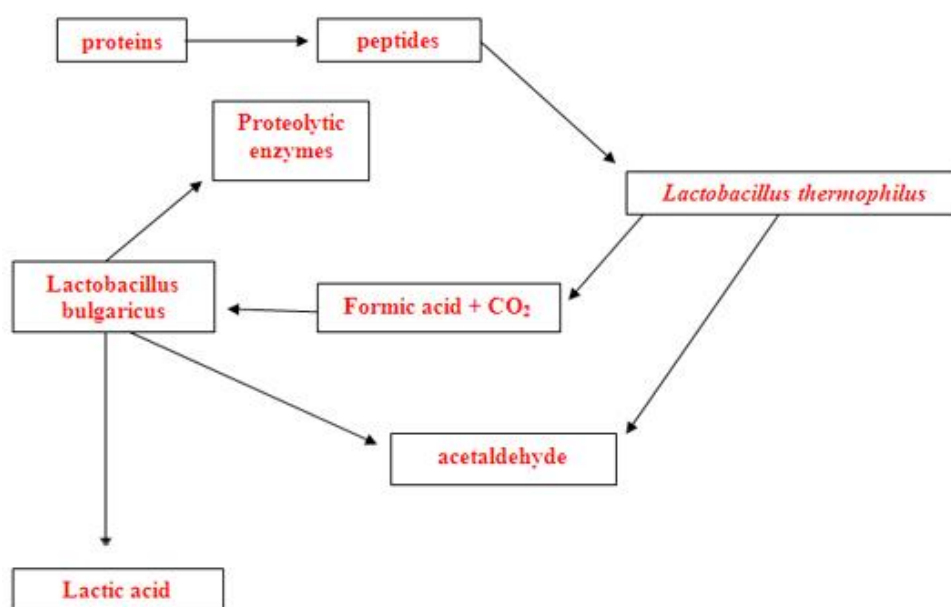 proteins
peptides
Proteolytic
enzymes
Lactobacillus thermophilus
Lactobacillus
bulgaricus
Formic acid + CO₂
acetaldehyde
Lactic acid